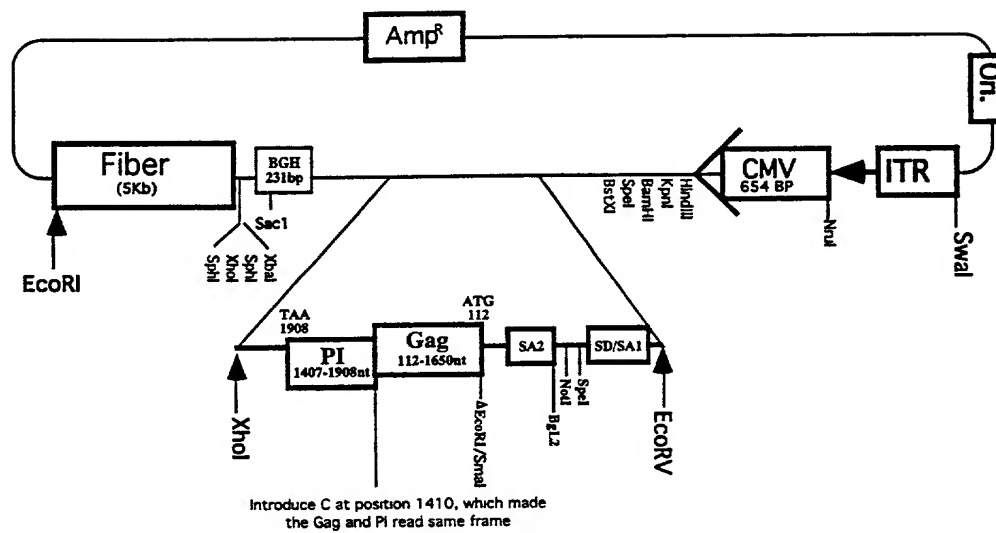 Amp^R
Ori.
Fiber
(5Kb)
BGH
231bp
CMV
654 BP
ITR
Sac1
HindIII
KpnI
BamHI
SpeI
BstXI
NruI
SwaI
EcoRI
SphI
XhoI
SphI
XbaI
TAA
1908
ATG
112
PI
1407-1908nt
Gag
112-1650nt
SA2
SD/SA1
XhoI
ΔEcoRI/SmaI
BgL2
NotI
SpeI
EcoRV
Introduce C at position 1410, which made
the Gag and PI read same frame